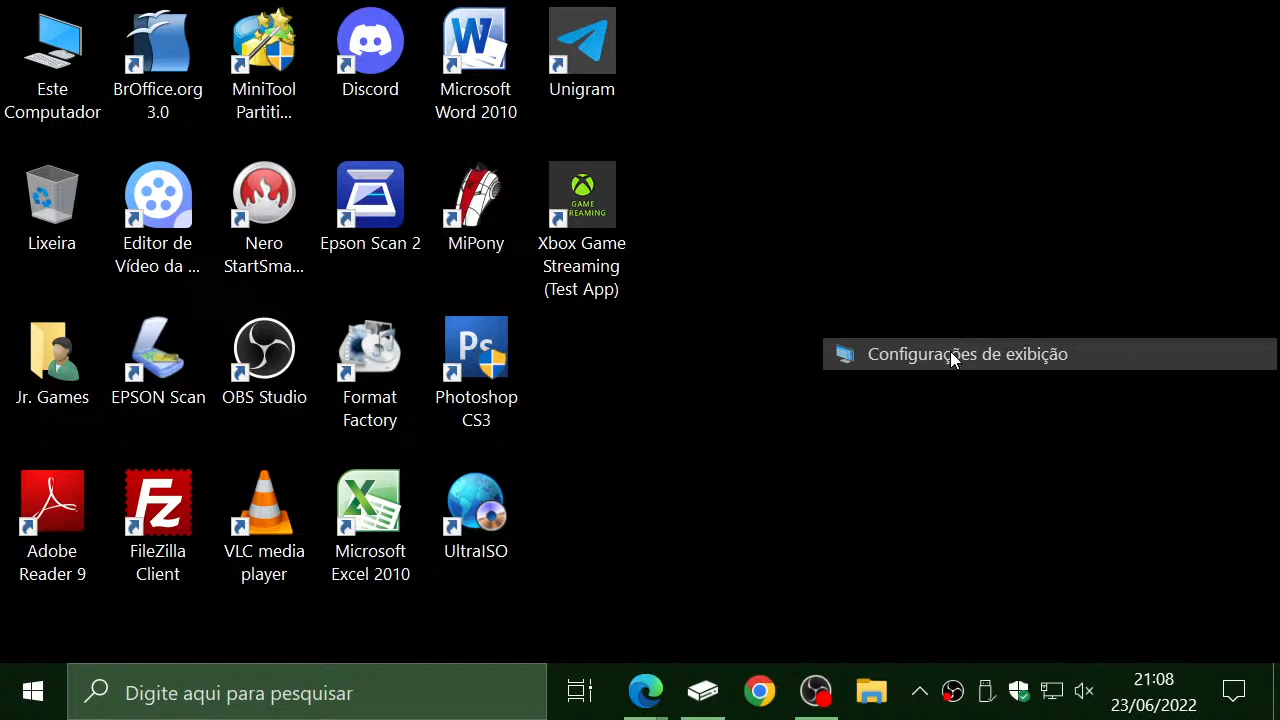 Este
Computador
BrOffice.org
3.0
MiniTool
Partiti...
Discord
Microsoft
Word 2010
Unigram
Lixeira
Editor de
Vídeo da ...
Nero
StartSma...
Epson Scan 2
MiPony
GAME
REAMING
Xbox Game
Streaming
(Test App)
Configurações de exibição
Jr. Games
EPSON Scan
OBS Studio
Format
Factory
Ps
Photoshop
CS3
Adobe
Reader 9
Fz
FileZilla
Client
VLC media
player
Microsoft
Excel 2010
UltraISO
Digite aqui para pesquisar
21:08
23/06/2022